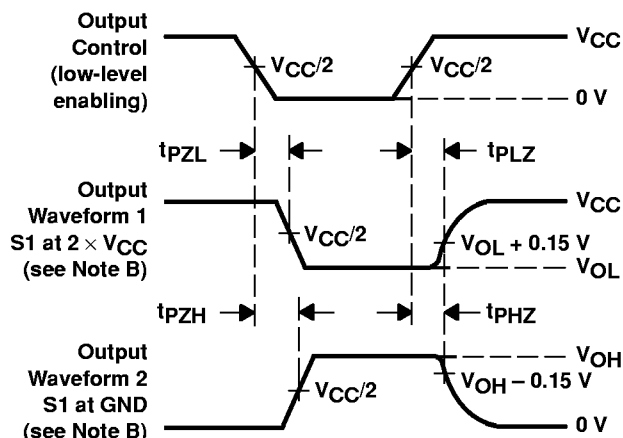 Output
Control
(low-level
enabling)
VCC/2
VCC/2
VCC
0 V
tPZL
tPLZ
Output
Waveform 1
S1 at 2 × VCC
(see Note B)
VCC/2
VCC
VOL + 0.15 V
VOL
tPZH
tPHZ
Output
Waveform 2
S1 at GND
(see Note B)
VCC/2
VOH
VOH − 0.15 V
0 V